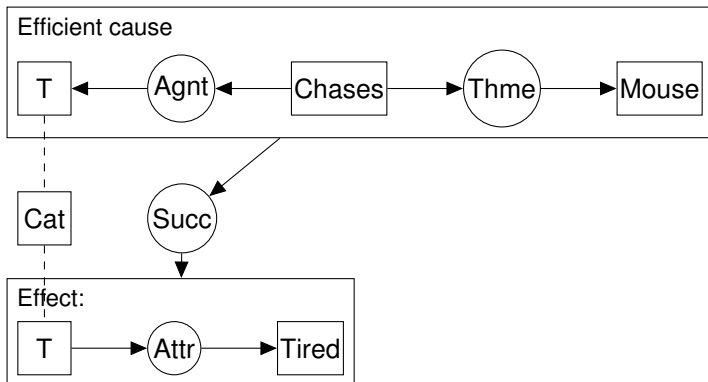 Efficient cause
T Agnt Chases Thme Mouse
Cat Succ
Effect:
T Attr Tired